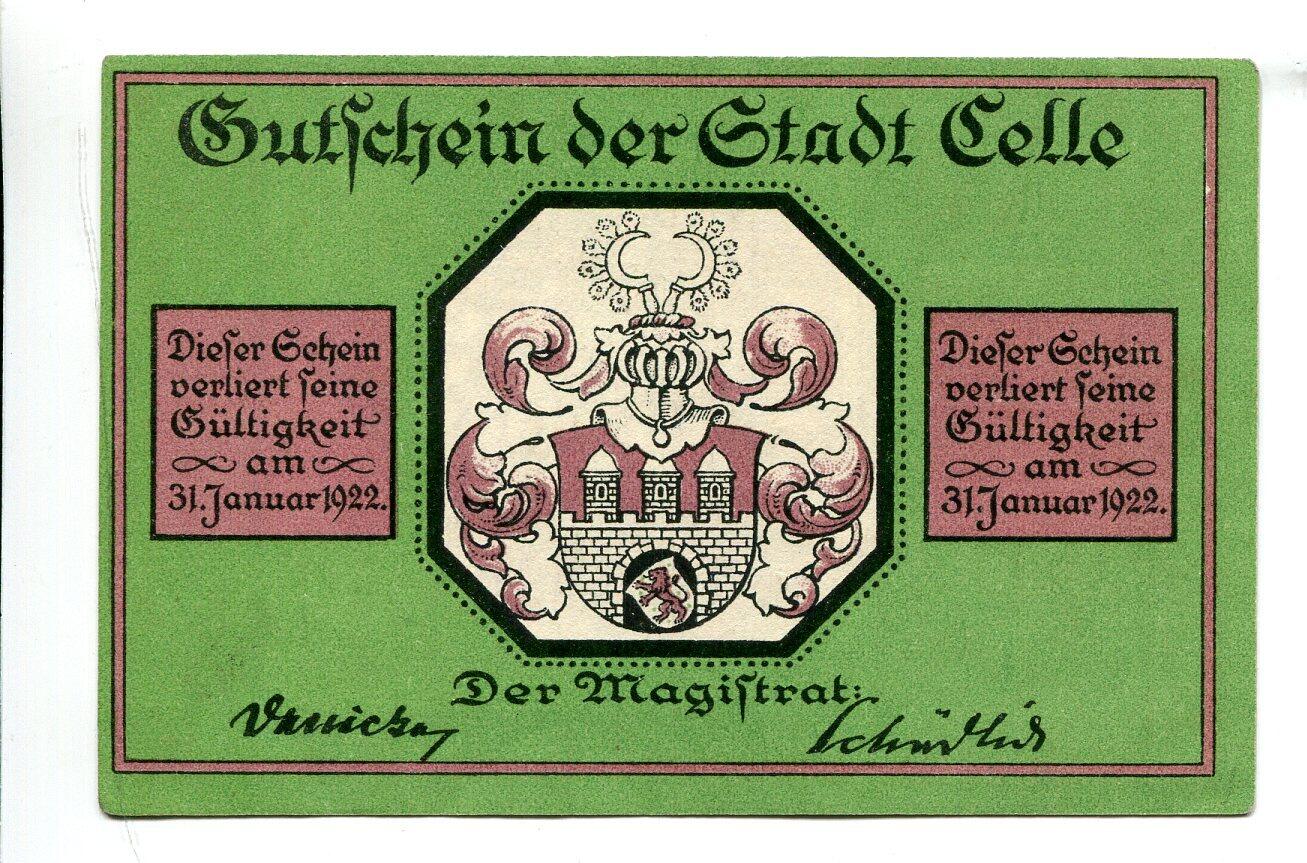 Gutschein der Stadt Celle
Dieser Schein
verliert seine
Gültigkeit
am
31. Januar 1922.
Dieser Schein
verliert seine
Gültigkeit
am
31. Januar 1922.
Der Magistrat: